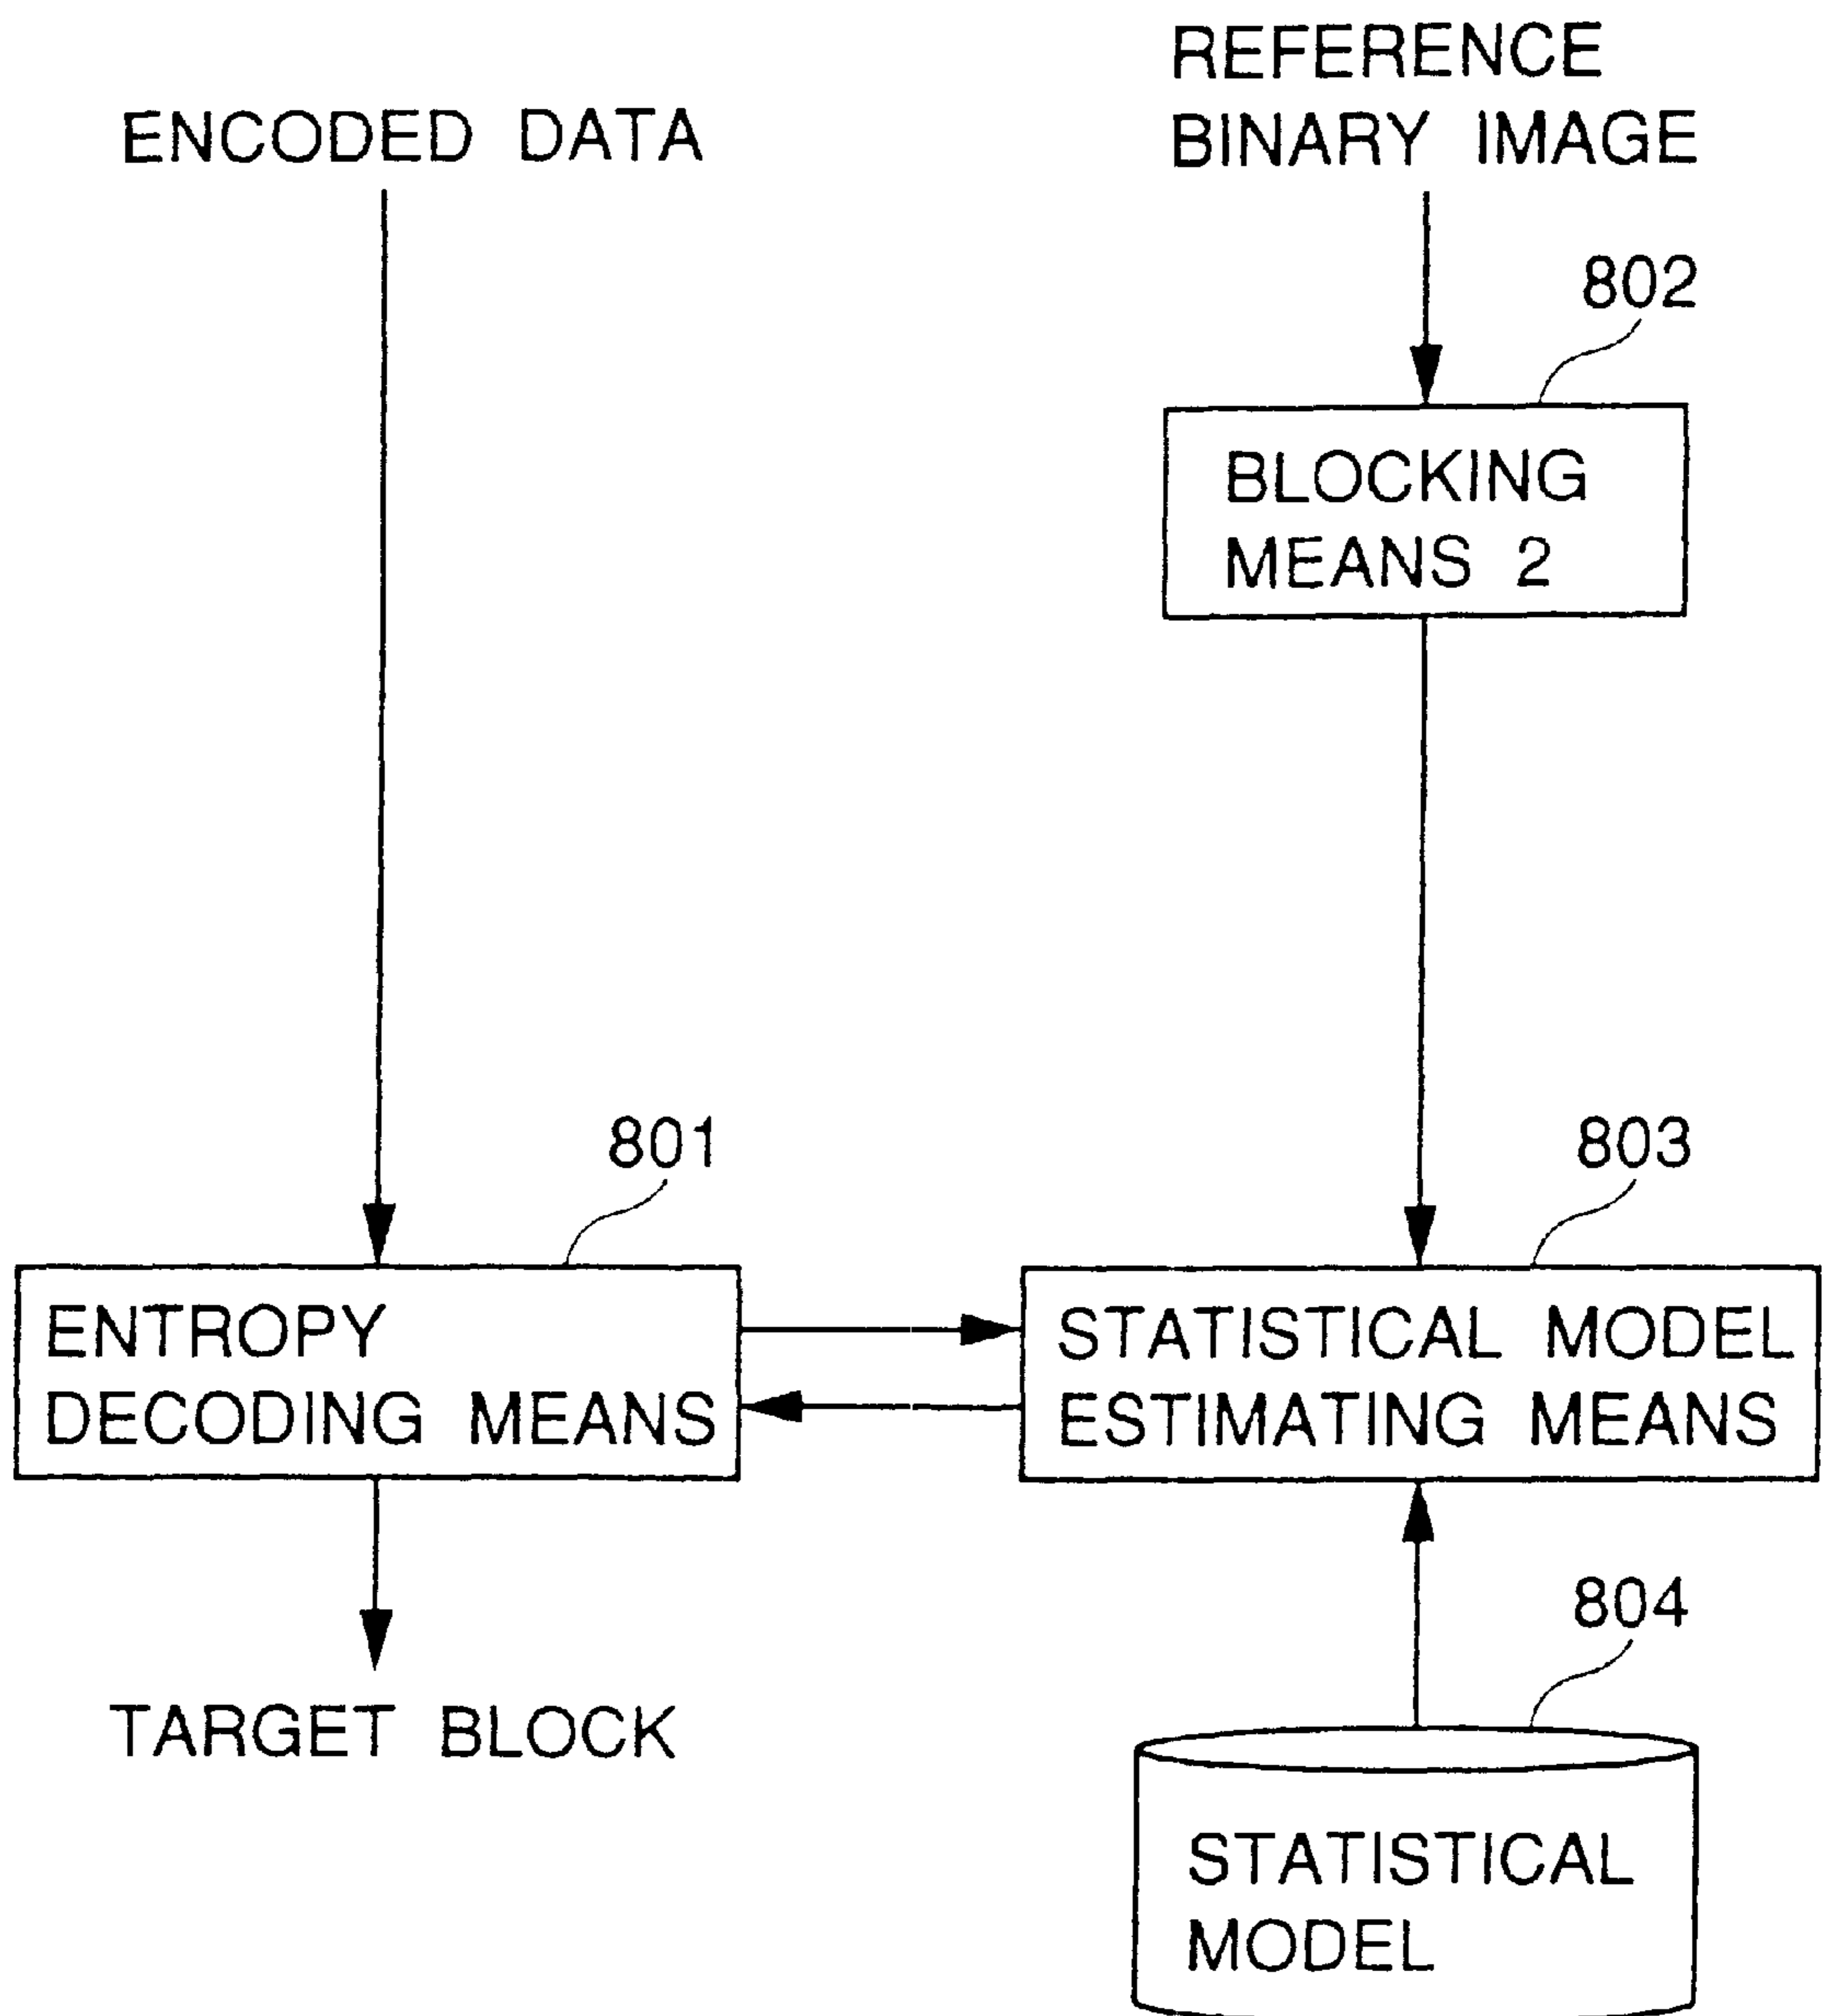 REFERENCE
BINARY IMAGE
ENCODED DATA
802
BLOCKING
MEANS 2
801
803
ENTROPY
DECODING MEANS
STATISTICAL MODEL
ESTIMATING MEANS
804
TARGET BLOCK
STATISTICAL
MODEL